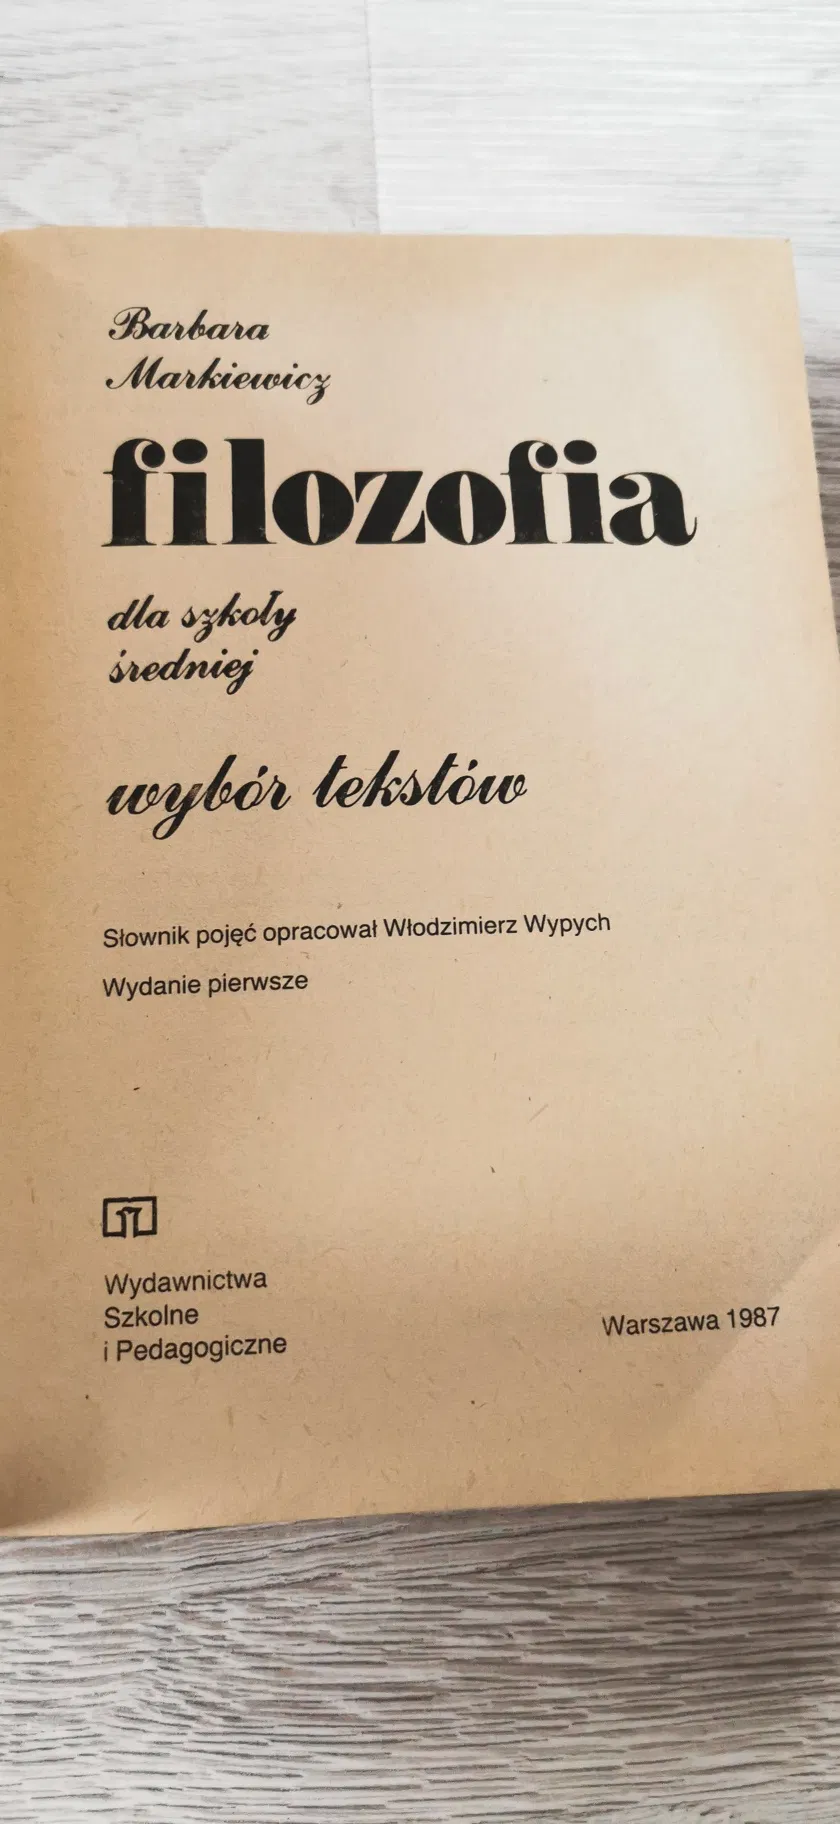 Barbara
Markiewicz
filozofia
dla szkoły
średniej
wybór tekstów
Słownik pojęć opracował Włodzimierz Wypych
Wydanie pierwsze
Wydawnictwa
Szkolne
i Pedagogiczne
Warszawa 1987